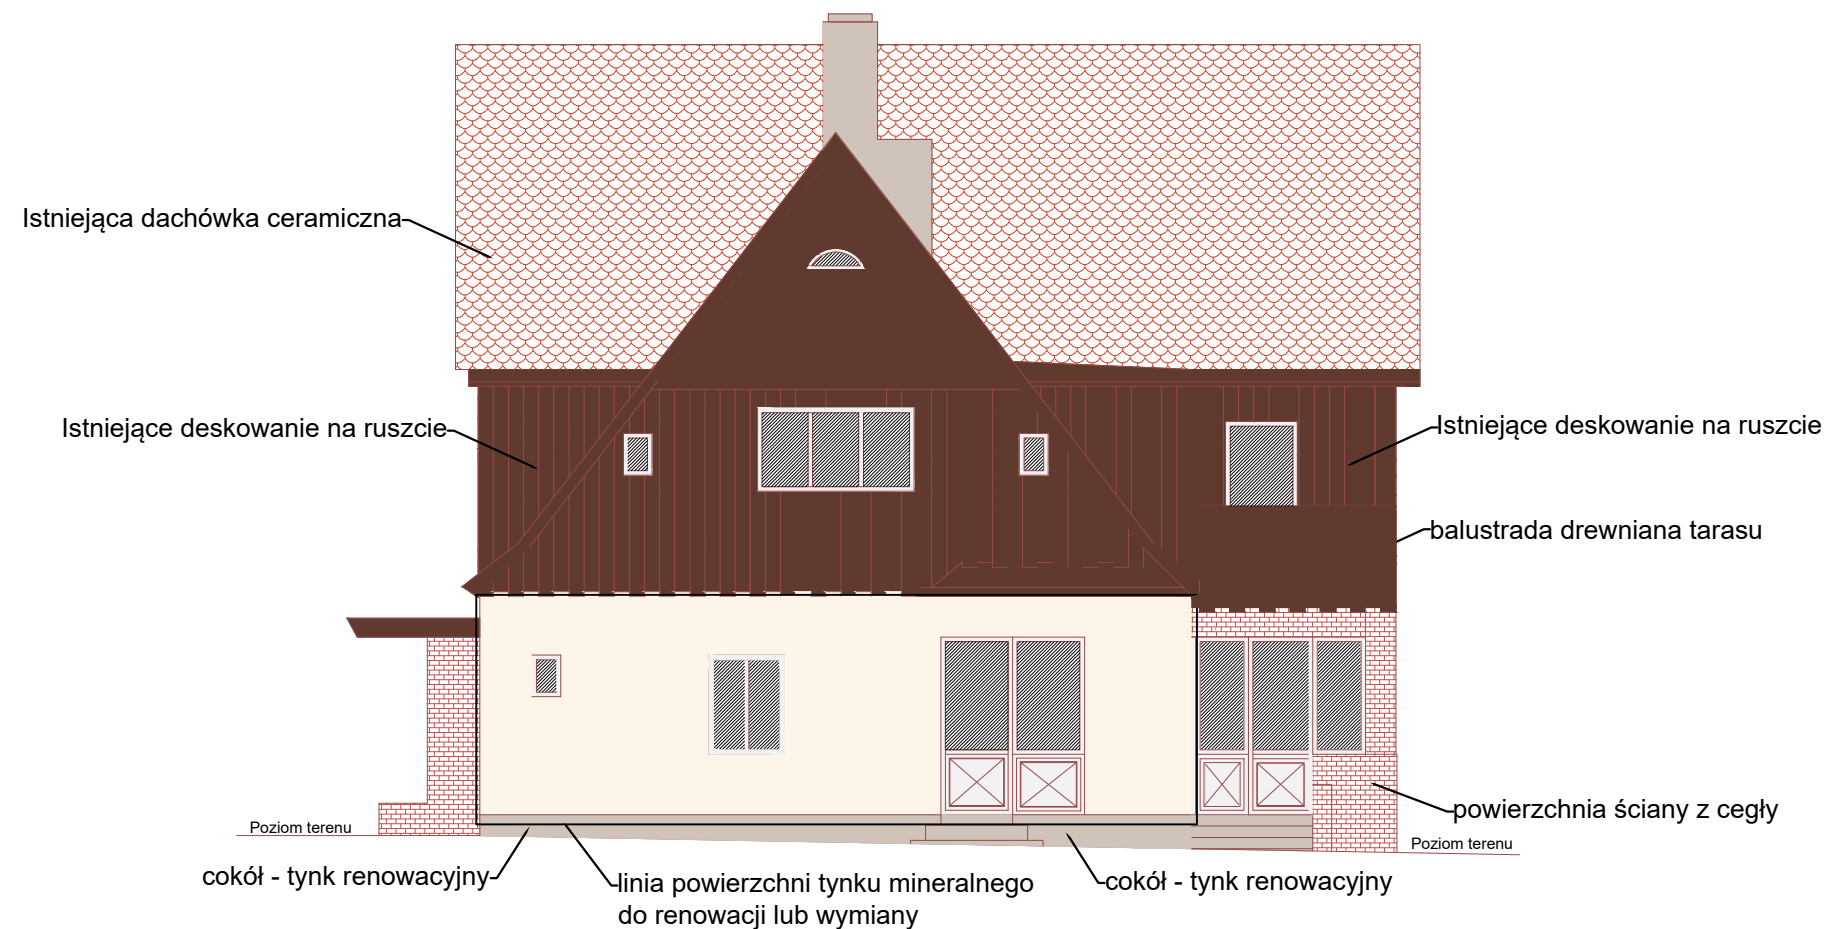 Istniejąca dachówka ceramiczna
Istniejące deskowanie na ruszcie
Istniejące deskowanie na ruszcie
balustrada drewniana tarasu
powierzchnia ściany z cegły
Poziom terenu
Poziom terenu
cokół - tynk renowacyjny
linia powierzchni tynku mineralnego
do renowacji lub wymiany
cokół - tynk renowacyjny